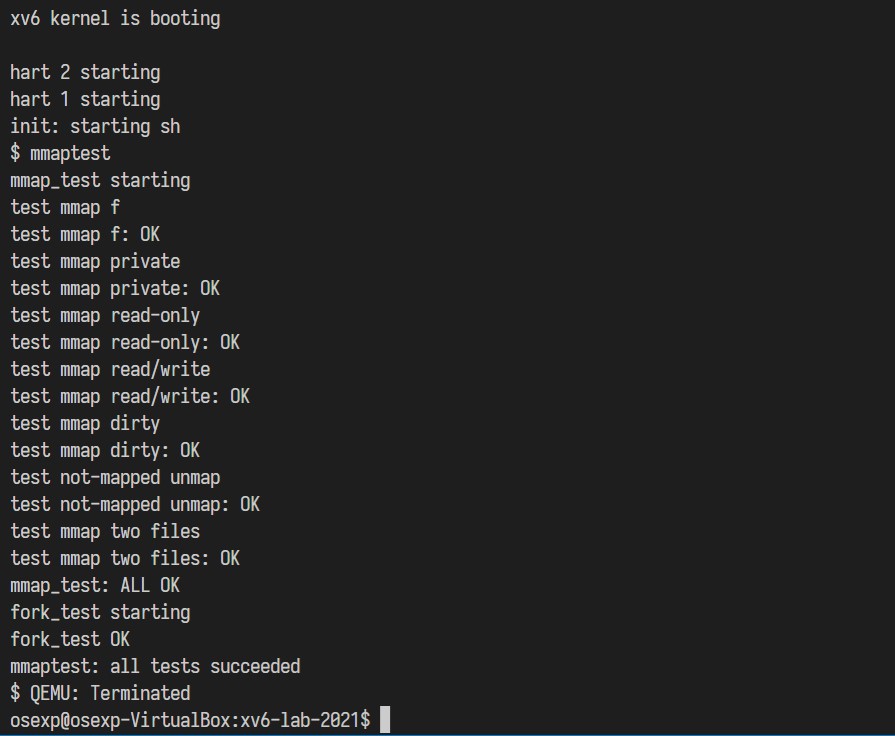 xv6 kernel is booting

hart 2 starting
hart 1 starting
init: starting sh
$ mmaptest
mmap_test starting
test mmap f
test mmap f: OK
test mmap private
test mmap private: OK
test mmap read-only
test mmap read-only: OK
test mmap read/write
test mmap read/write: OK
test mmap dirty
test mmap dirty: OK
test not-mapped unmap
test not-mapped unmap: OK
test mmap two files
test mmap two files: OK
mmap_test: ALL OK
fork_test starting
fork_test OK
mmaptest: all tests succeeded
$ QEMU: Terminated
osexp@osexp-VirtualBox:xv6-lab-2021$